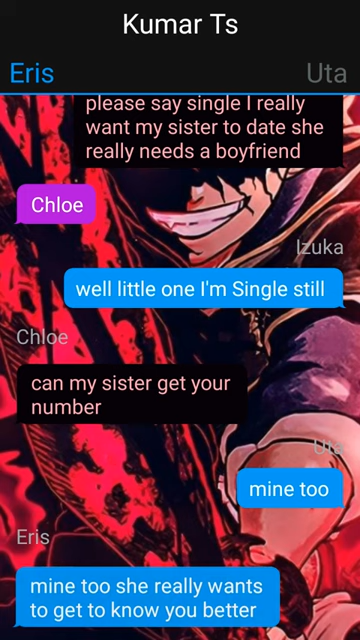 Kumar Ts
Eris
Uta
please say single I really
want my sister to date she
really needs a boyfriend
Chloe
Izuka
well little one I'm Single still
Chloe
can my sister get your
number
Uta
mine too
Eris
mine too she really wants
to get to know you better